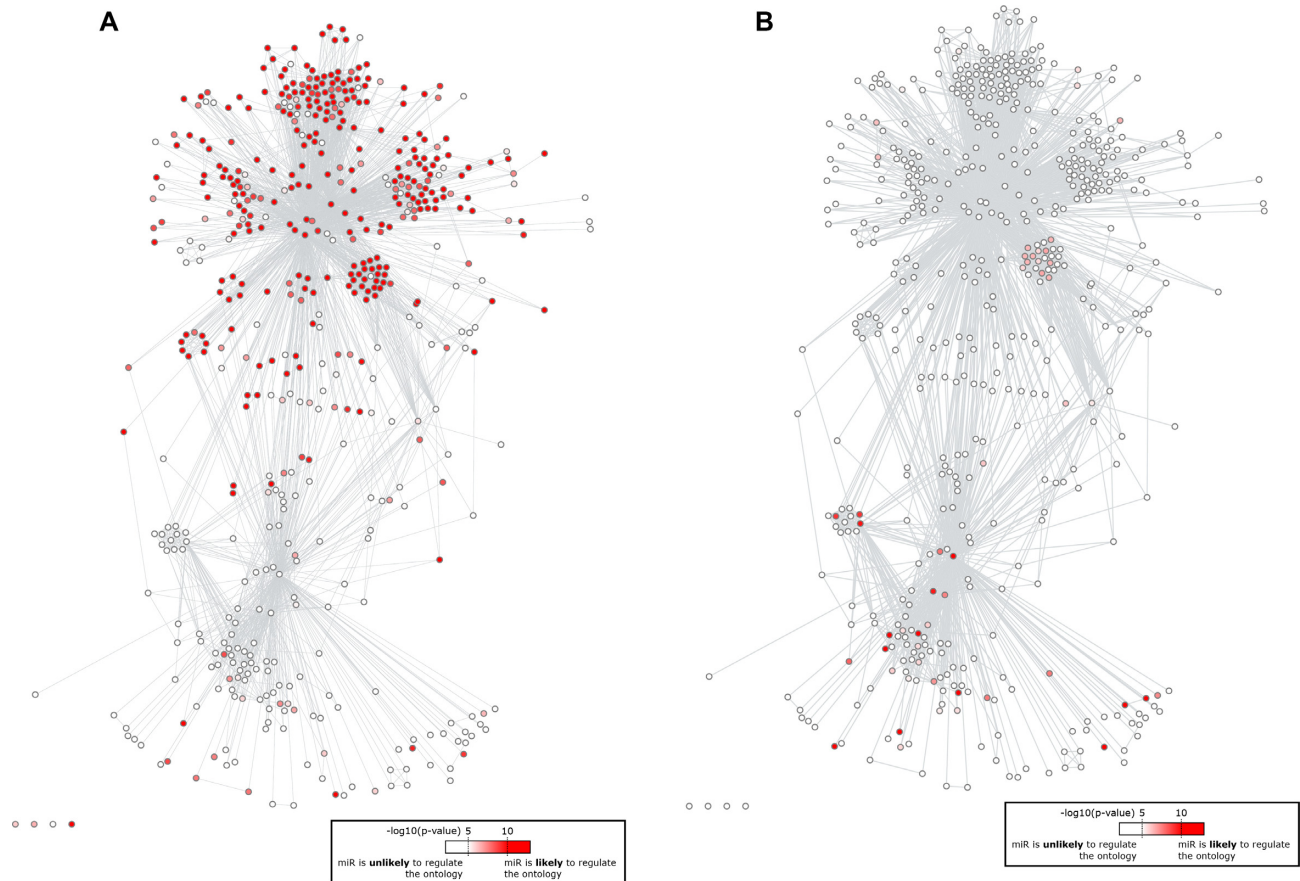 A
B
-log10(p-value) 5 10
miR is unlikely to regulate the ontology
miR is likely to regulate the ontology
-log10(p-value) 5 10
miR is unlikely to regulate the ontology
miR is likely to regulate the ontology